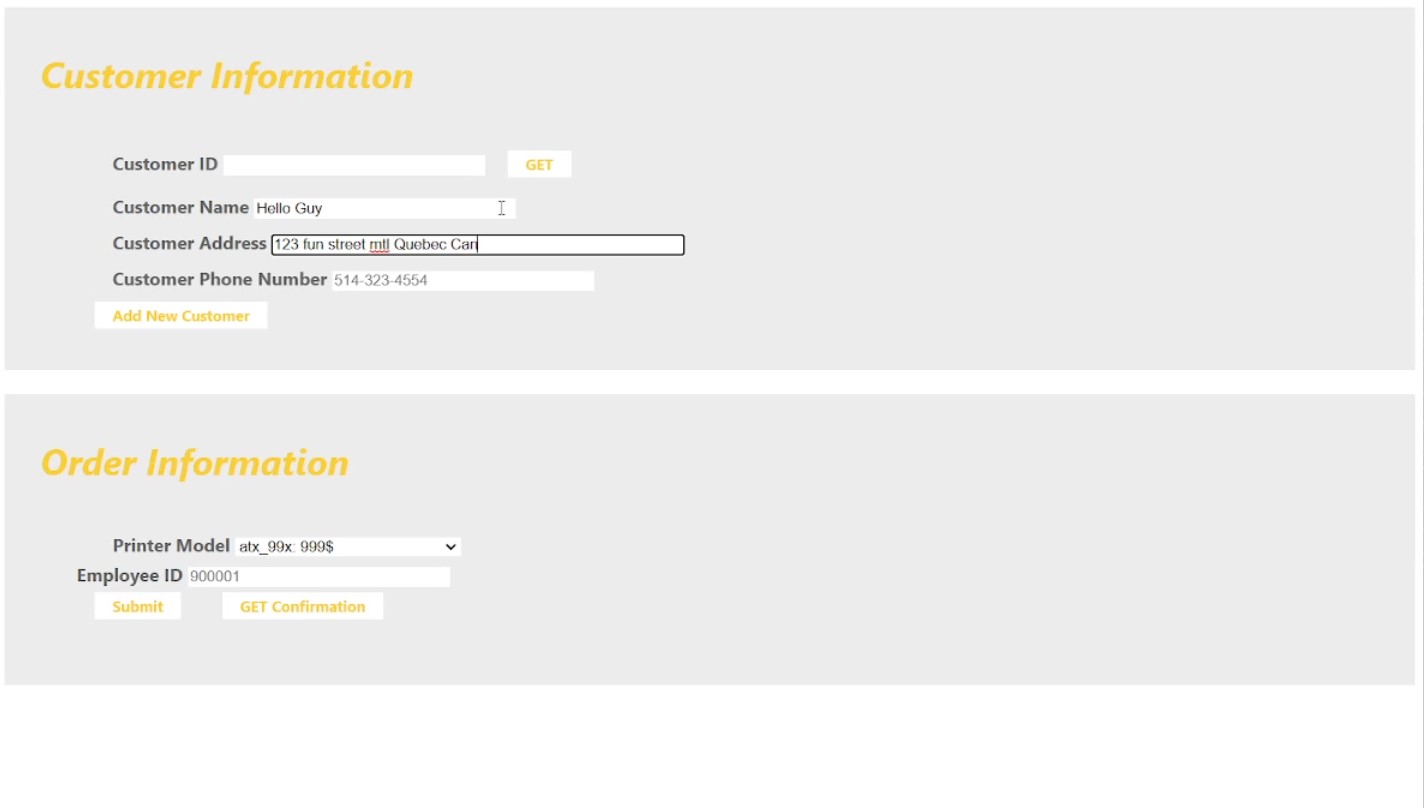 Customer Information
Customer ID GET
Customer Name Hello Guy
Customer Address 123 fun street mtl Quebec Can
Customer Phone Number 514-323-4554
Add New Customer
Order Information
Printer Model atx_99x: 999$
Employee ID 900001
Submit GET Confirmation